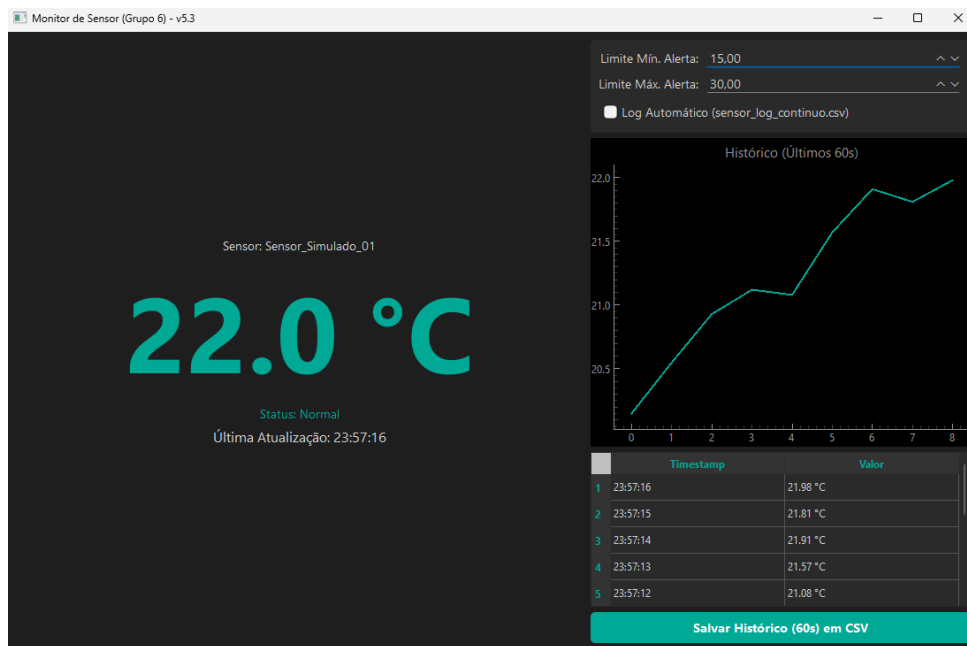 Monitor de Sensor (Grupo 6) - v5.3
Sensor: Sensor_Simulado_01
22.0 °C
Status: Normal
Última Atualização: 23:57:16
Limite Mín. Alerta: 15,00
Limite Máx. Alerta: 30,00
Log Automático (sensor_log_continuo.csv)
Histórico (Últimos 60s)
22.0
21.5
21.0
20.5
0 1 2 3 4 5 6 7 8
Timestamp Valor
1 23:57:16 21.98 °C
2 23:57:15 21.81 °C
3 23:57:14 21.91 °C
4 23:57:13 21.57 °C
5 23:57:12 21.08 °C
Salvar Histórico (60s) em CSV